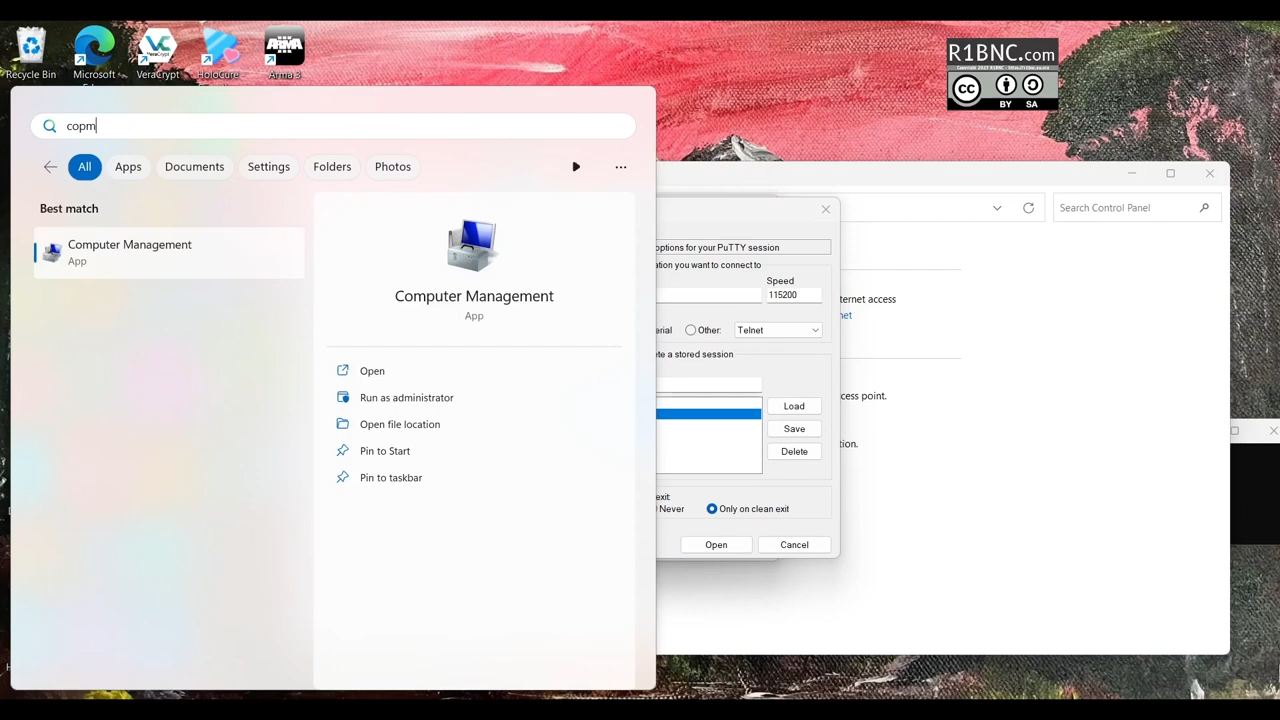 Recycle Bin
Microsoft
VeraCrypt
HoloCure
Arma 3
R1BNC.com
BY SA
copm
All
Apps
Documents
Settings
Folders
Photos
Best match
Computer Management
App
Computer Management
App
Open
Run as administrator
Open file location
Pin to Start
Pin to taskbar
Search Control Panel
options for your PuTTY session
ation you want to connect to
Speed
115200
erial
Other:
Telnet
te a stored session
Load
Save
Delete
exit:
Never
Only on clean exit
Open
Cancel
ternet access
net
cess point.
ion.